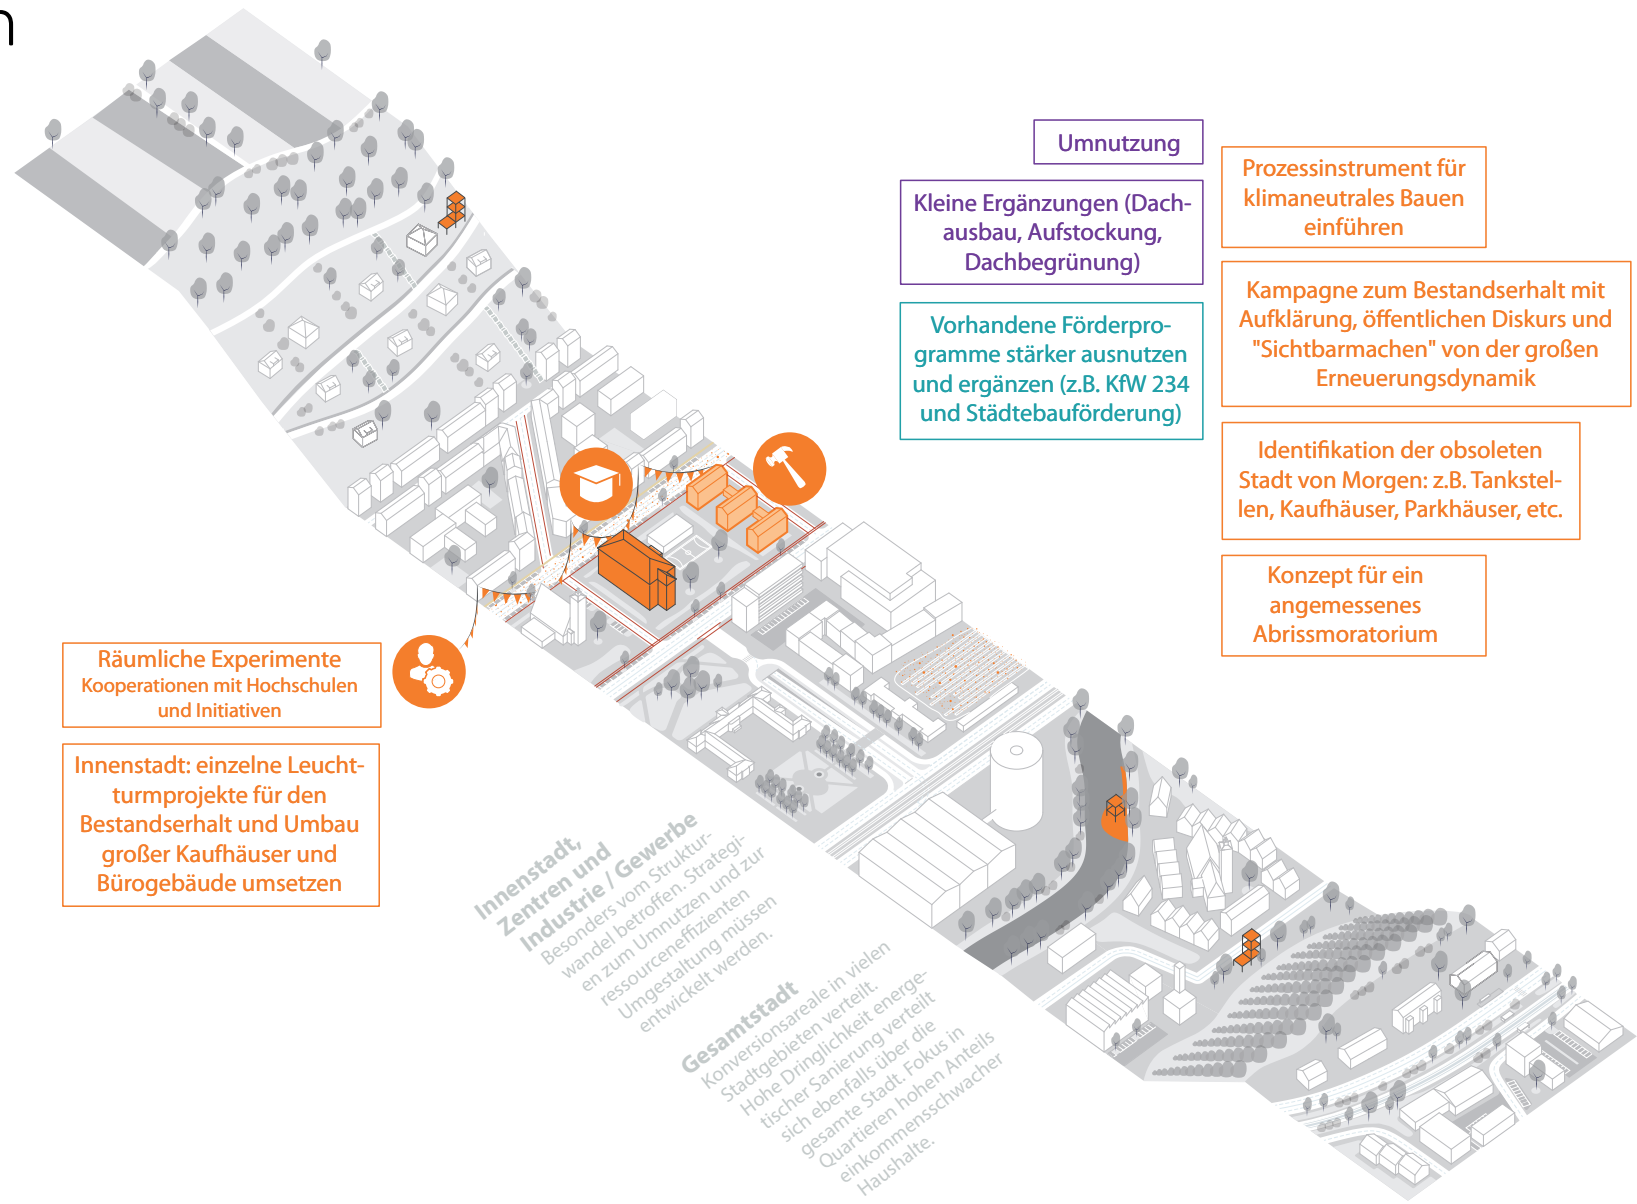 n
Umnutzung
Kleine Ergänzungen (Dach-
ausbau, Aufstockung,
Dachbegrünung)
Vorhandene Förderpro-
gramme stärker ausnutzen
und ergänzen (z.B. KfW 234
und Städtebauförderung)
Prozessinstrument für
klimaneutrales Bauen
einführen
Kampagne zum Bestandserhalt mit
Aufklärung, öffentlichen Diskurs und
"Sichtbarmachen" von der großen
Erneuerungsdynamik
Identifikation der obsoleten
Stadt von Morgen: z.B. Tankstel-
len, Kaufhäuser, Parkhäuser, etc.
Konzept für ein
angemessenes
Abrissmoratorium
Räumliche Experimente
Kooperationen mit Hochschulen
und Initiativen
Innenstadt: einzelne Leucht-
turmprojekte für den
Bestandserhalt und Umbau
großer Kaufhäuser und
Bürogebäude umsetzen
Innenstadt,
Zentren und
Industrie / Gewerbe
Besonders vom Struktur-
wandel betroffen. Strategi-
en zum Umnutzen und zur
ressourceneffizienten
Umgestaltung müssen
entwickelt werden.
Gesamtstadt
Konversionsareale in vielen
Stadtgebieten verteilt.
Hohe Dringlichkeit energe-
tischer Sanierung verteilt
sich ebenfalls über die
gesamte Stadt. Fokus in
Quartieren hohen Anteils
einkommensschwacher
Haushalte.